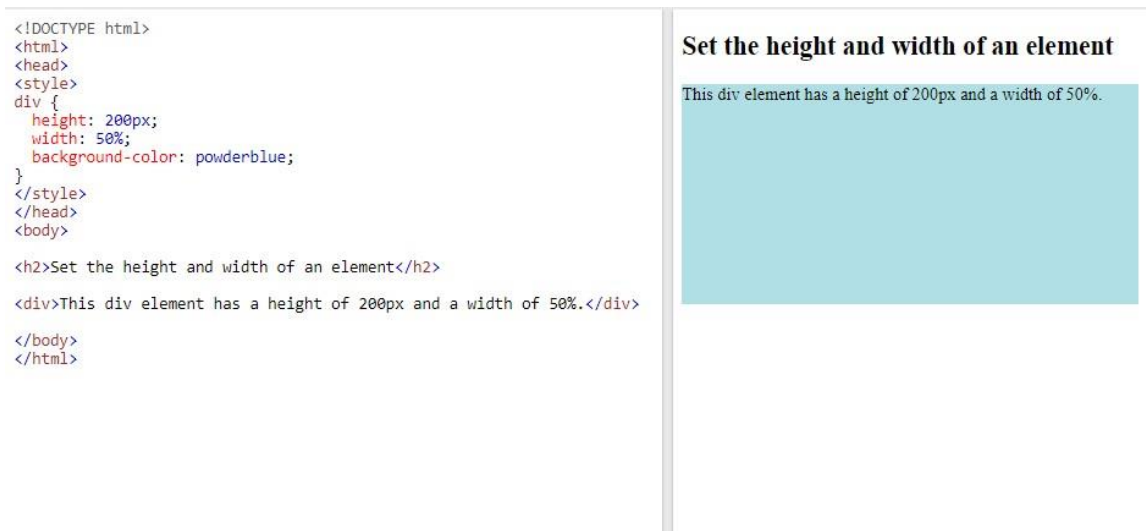 <!DOCTYPE html>
<html>
<head>
<style>
div {
  height: 200px;
  width: 50%;
  background-color: powderblue;
}
</style>
</head>
<body>
<h2>Set the height and width of an element</h2>
<div>This div element has a height of 200px and a width of 50%.</div>
</body>
</html>
Set the height and width of an element
This div element has a height of 200px and a width of 50%.